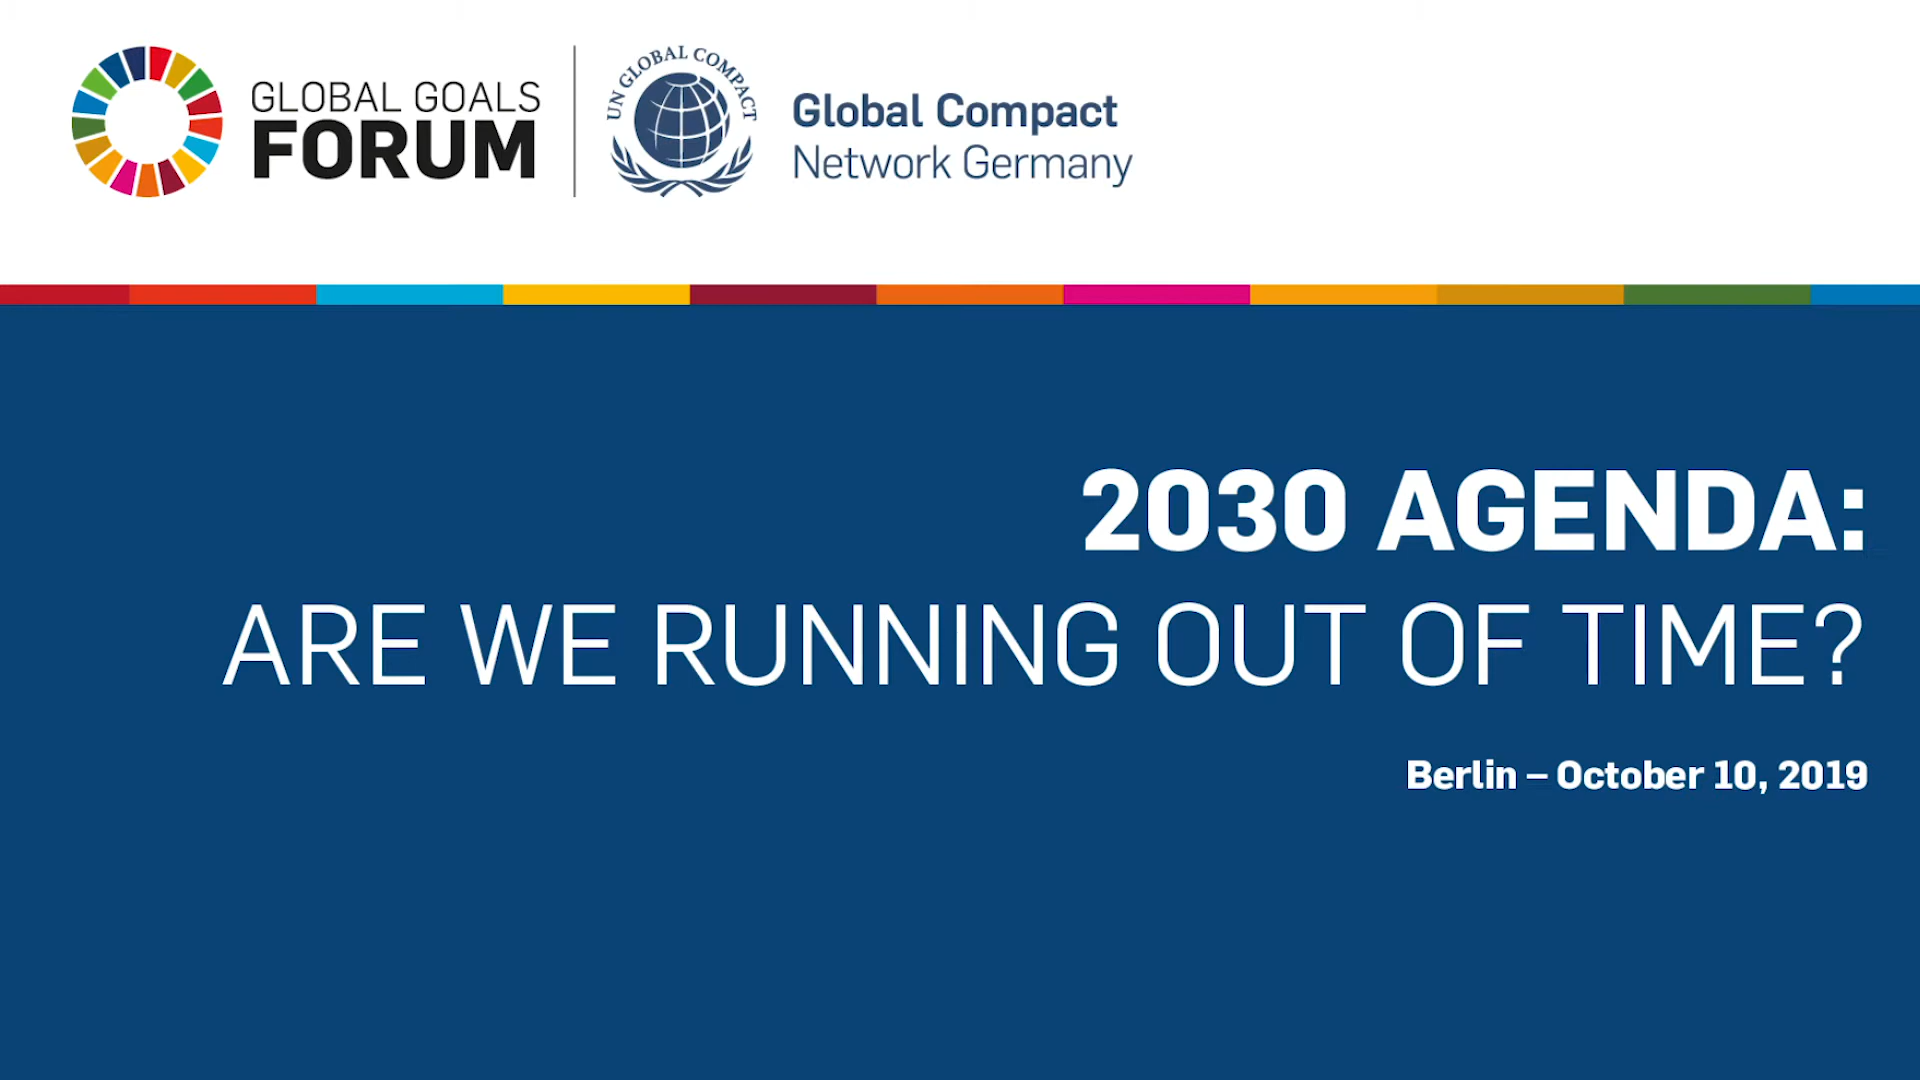 GLOBAL GOALS
FORUM
UN GLOBAL COMPACT
Global Compact
Network Germany
2030 AGENDA:
ARE WE RUNNING OUT OF TIME?
Berlin – October 10, 2019